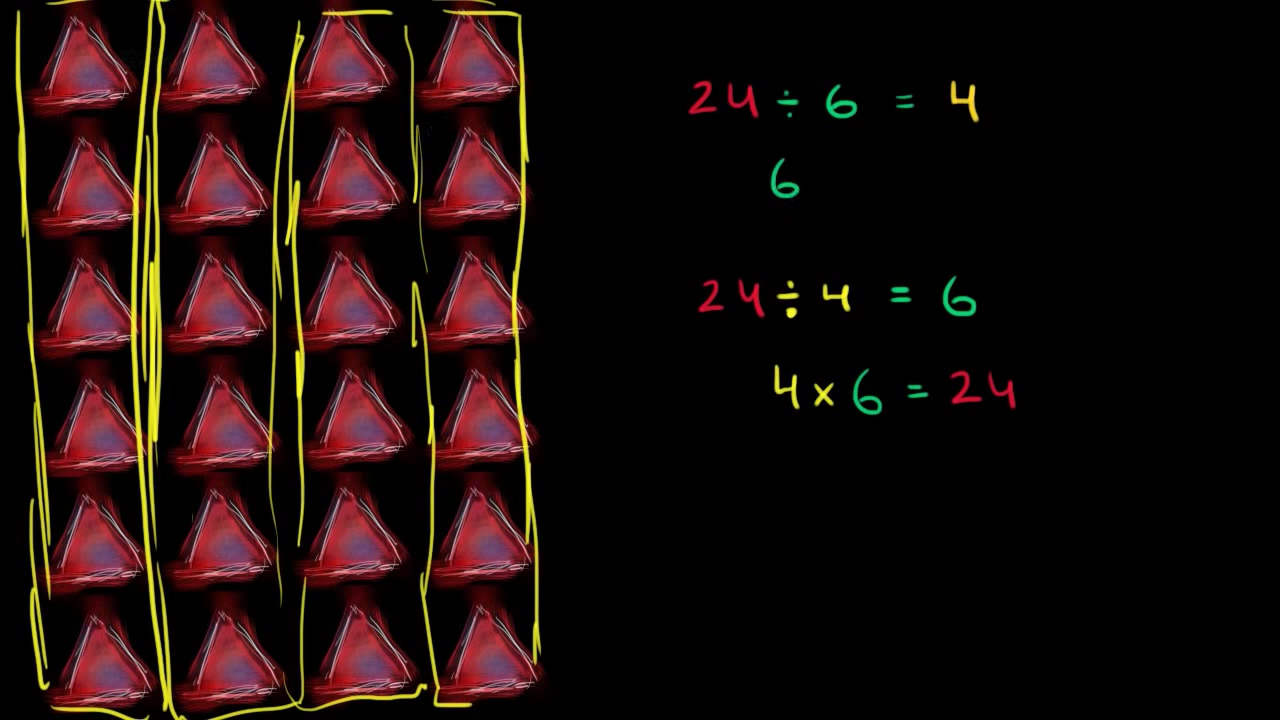 24 ÷ 6 = 4
6
24 ÷ 4 = 6
4 × 6 = 24